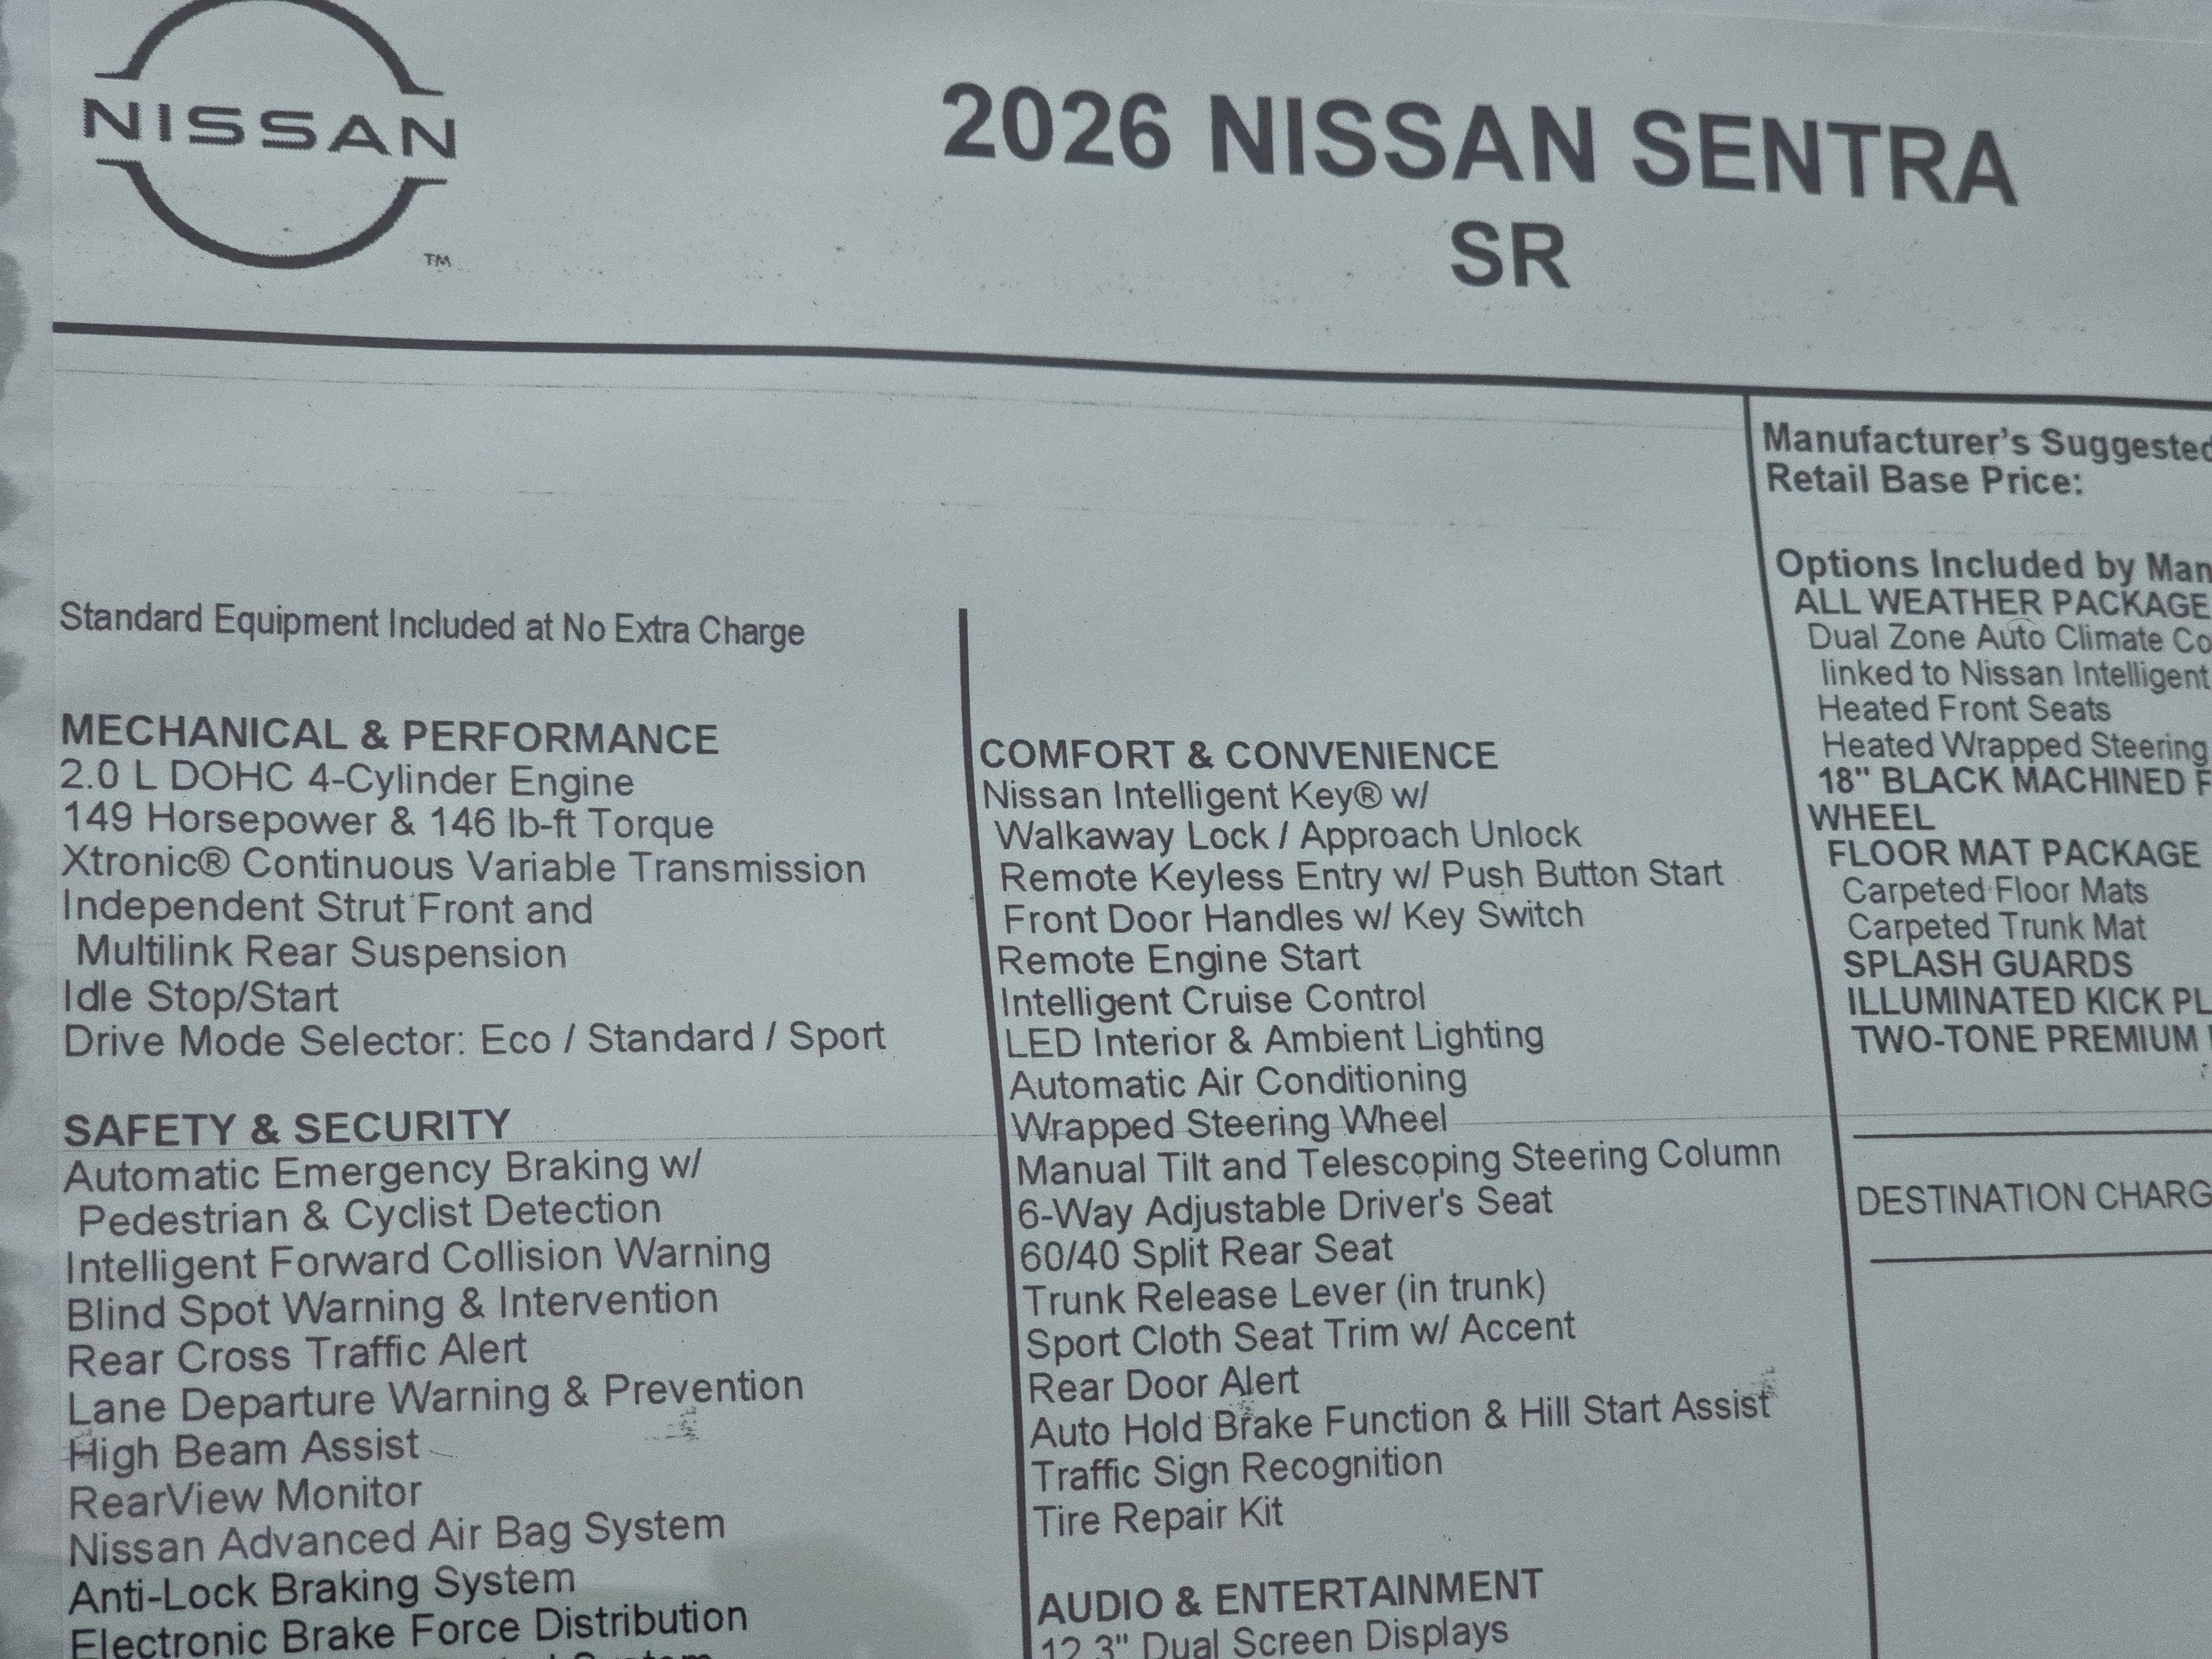 NISSAN
TM
2026 NISSAN SENTRA
SR
Standard Equipment Included at No Extra Charge
MECHANICAL & PERFORMANCE
2.0 L DOHC 4-Cylinder Engine
149 Horsepower & 146 lb-ft Torque
Xtronic® Continuous Variable Transmission
Independent Strut Front and
Multilink Rear Suspension
Idle Stop/Start
Drive Mode Selector: Eco / Standard / Sport
SAFETY & SECURITY
Automatic Emergency Braking w/
Pedestrian & Cyclist Detection
Intelligent Forward Collision Warning
Blind Spot Warning & Intervention
Rear Cross Traffic Alert
Lane Departure Warning & Prevention
High Beam Assist
RearView Monitor
Nissan Advanced Air Bag System
Anti-Lock Braking System
Electronic Brake Force Distribution
System
COMFORT & CONVENIENCE
Nissan Intelligent Key® w/
Walkaway Lock / Approach Unlock
Remote Keyless Entry w/ Push Button Start
Front Door Handles w/ Key Switch
Remote Engine Start
Intelligent Cruise Control
LED Interior & Ambient Lighting
Automatic Air Conditioning
Wrapped Steering Wheel
Manual Tilt and Telescoping Steering Column
6-Way Adjustable Driver's Seat
60/40 Split Rear Seat
Trunk Release Lever (in trunk)
Sport Cloth Seat Trim w/ Accent
Rear Door Alert
Auto Hold Brake Function & Hill Start Assist
Traffic Sign Recognition
Tire Repair Kit
AUDIO & ENTERTAINMENT
12.3" Dual Screen Displays
Manufacturer's Suggested
Retail Base Price:
Options Included by Man
ALL WEATHER PACKAGE
Dual Zone Auto Climate Co
linked to Nissan Intelligent
Heated Front Seats
Heated Wrapped Steering
18" BLACK MACHINED F
WHEEL
FLOOR MAT PACKAGE
Carpeted Floor Mats
Carpeted Trunk Mat
SPLASH GUARDS
ILLUMINATED KICK PL
TWO-TONE PREMIUM
DESTINATION CHARG